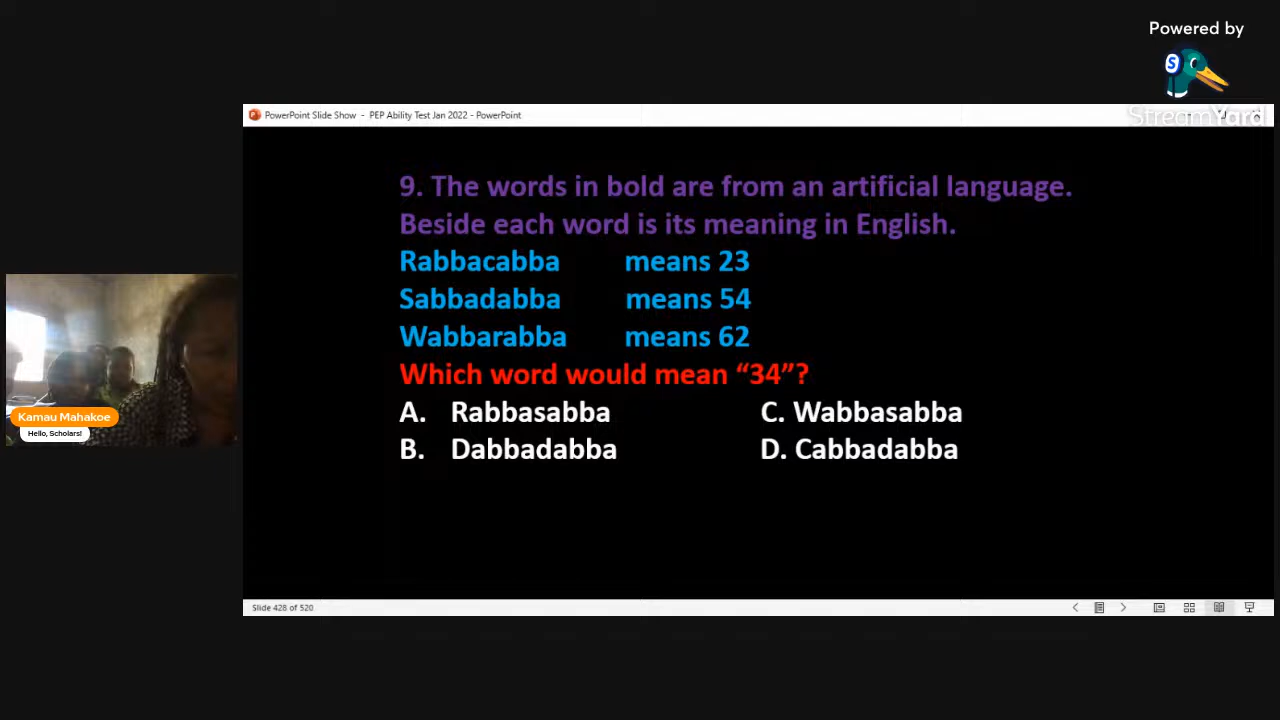 Powered by
StreamYard
PowerPoint Slide Show - PEP Ability Test Jan 2022 - PowerPoint
9. The words in bold are from an artificial language.
Beside each word is its meaning in English.
Rabbacabba means 23
Sabbadabba means 54
Wabbarabba means 62
Which word would mean “34”?
A. Rabbasabba C. Wabbasabba
B. Dabbadabba D. Cabbadabba
Kamau Mahakoe
Hello, Scholars!
Slide 428 of 520